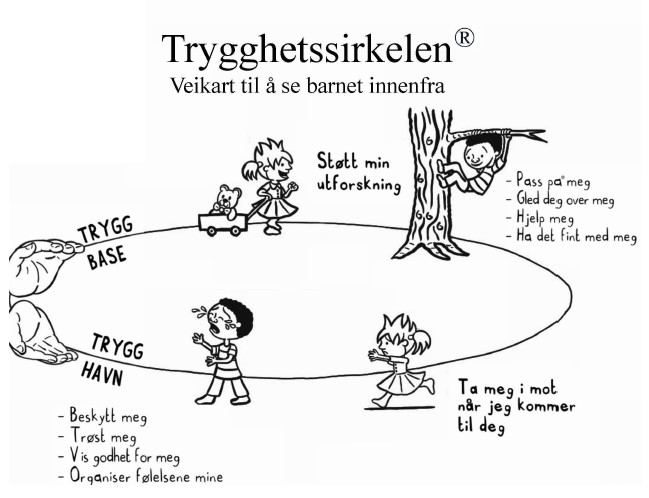 Trygghetssirkelen®
Veikart til å se barnet innenfra
Støtt min
utforskning
- Pass på meg
- Gled deg over meg
- Hjelp meg
- Ha det fint med meg
TRYGG
BASE
TRYGG
HAVN
Ta meg i mot
når jeg kommer
til deg
- Beskytt meg
- Trøst meg
- Vis godhet for meg
- Organiser følelsene mine